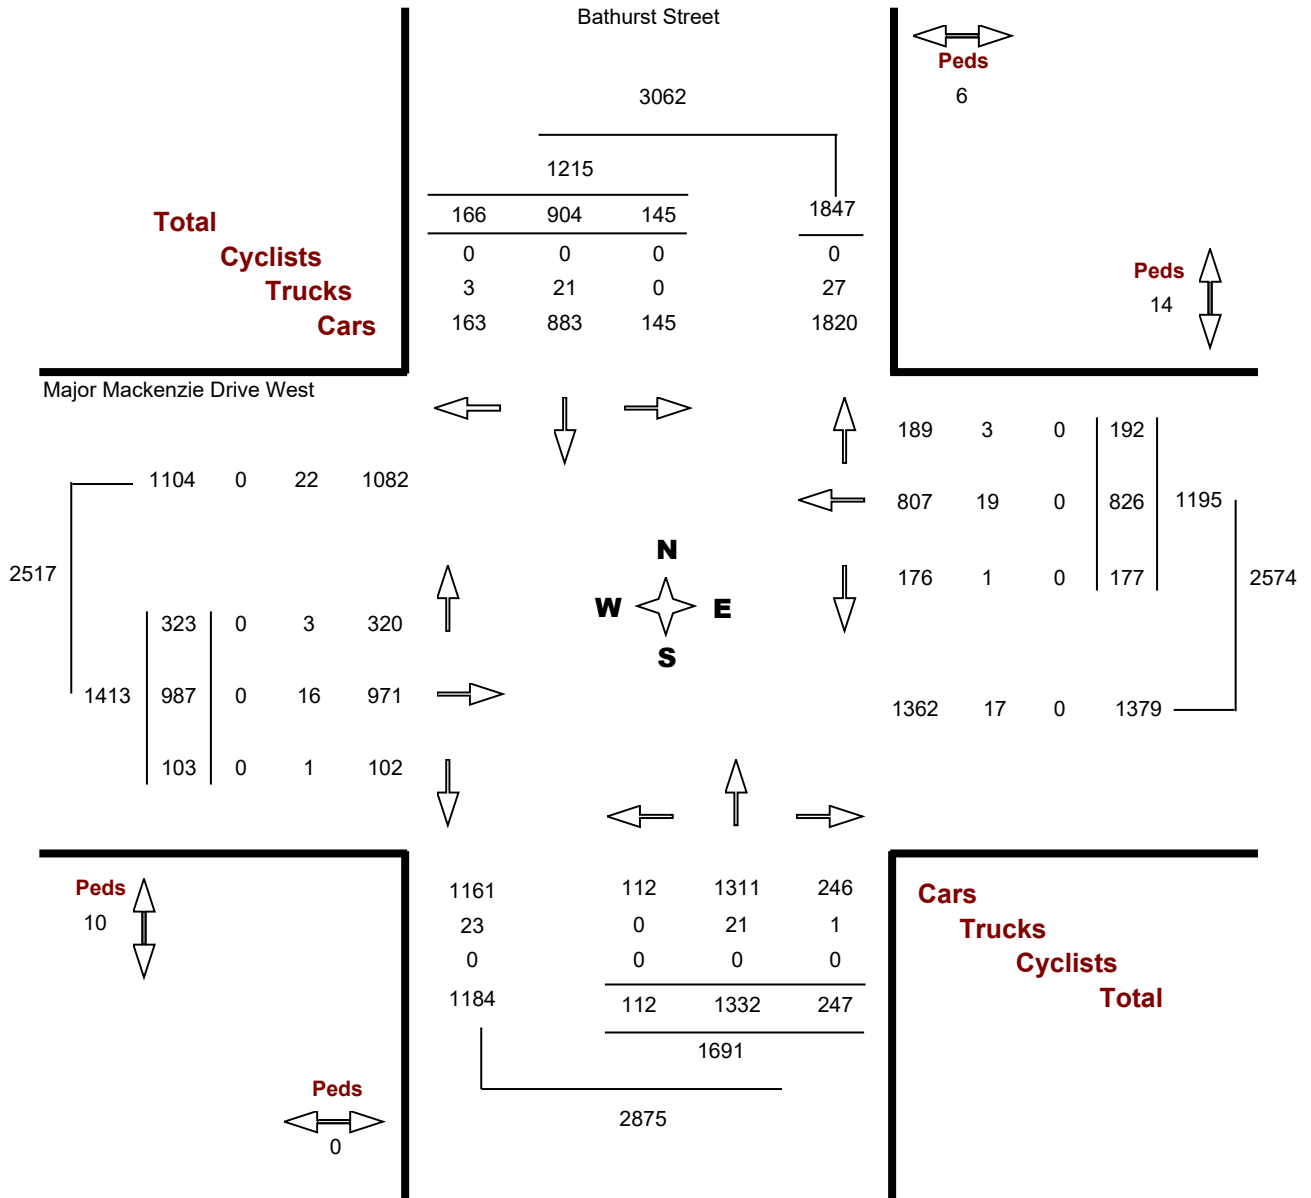 Bathurst Street
Peds
6
3062
1215
166 904 145 1847
Total
0 0 0 0
Cyclists
3 21 0 27
Trucks
163 883 145 1820
Cars
Peds
14
Major Mackenzie Drive West
189 3 0 192
1104 0 22 1082
807 19 0 826 1195
N
2517
176 1 0 177 2574
W E
323 0 3 320
S
1413 987 0 16 971
1362 17 0 1379
103 0 1 102
Peds
10
1161 112 1311 246
23 0 21 1
0 0 0 0
1184 112 1332 247
1691
Cars
Trucks
Cyclists
Total
Peds
0
2875